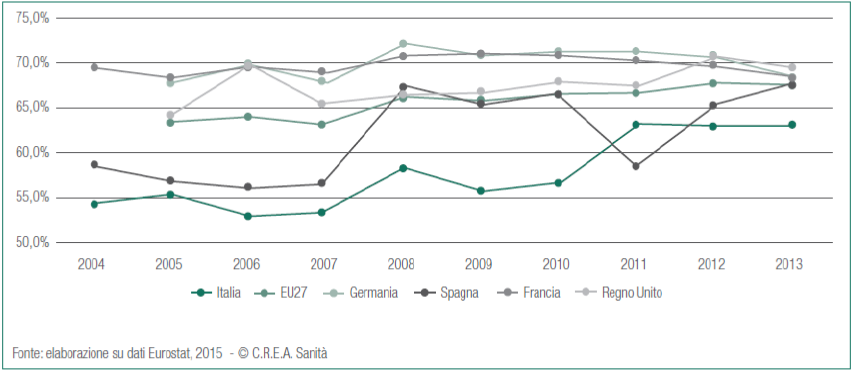 75,0%
70,0%
65,0%
60,0%
55,0%
50,0%
2004 2005 2006 2007 2008 2009 2010 2011 2012 2013
Italia EU27 Germania Spagna Francia Regno Unito
Fonte: elaborazione su dati Eurostat, 2015 - © C.R.E.A. Sanità